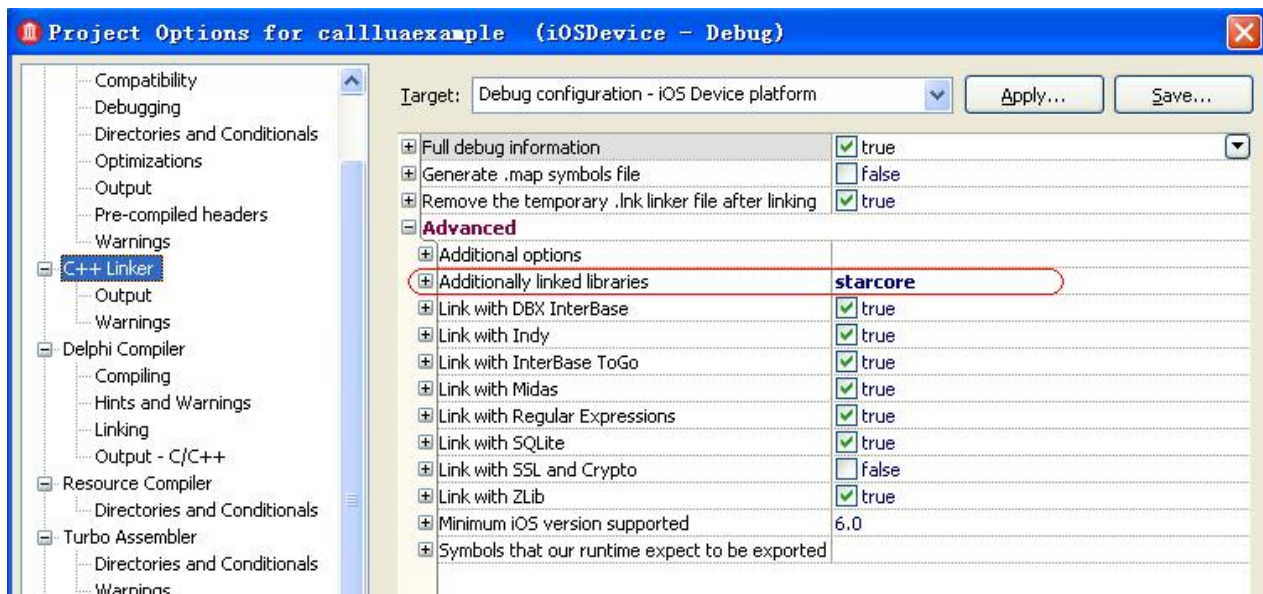 Project Options for callluaexample (iOSDevice - Debug)
Compatibility
Debugging
Directories and Conditionals
Optimizations
Output
Pre-compiled headers
Warnings
C++ Linker
Output
Warnings
Delphi Compiler
Compiling
Hints and Warnings
Linking
Output - C/C++
Resource Compiler
Directories and Conditionals
Turbo Assembler
Directories and Conditionals
Warnings
Target: Debug configuration - iOS Device platform Apply... Save...
Full debug information true
Generate .map symbols file false
Remove the temporary .lnk linker file after linking true
Advanced
Additional options
Additionally linked libraries starcore
Link with DBX InterBase true
Link with Indy true
Link with InterBase ToGo true
Link with Midas true
Link with Regular Expressions true
Link with SQLite true
Link with SSL and Crypto false
Link with ZLib true
Minimum iOS version supported 6.0
Symbols that our runtime expect to be exported